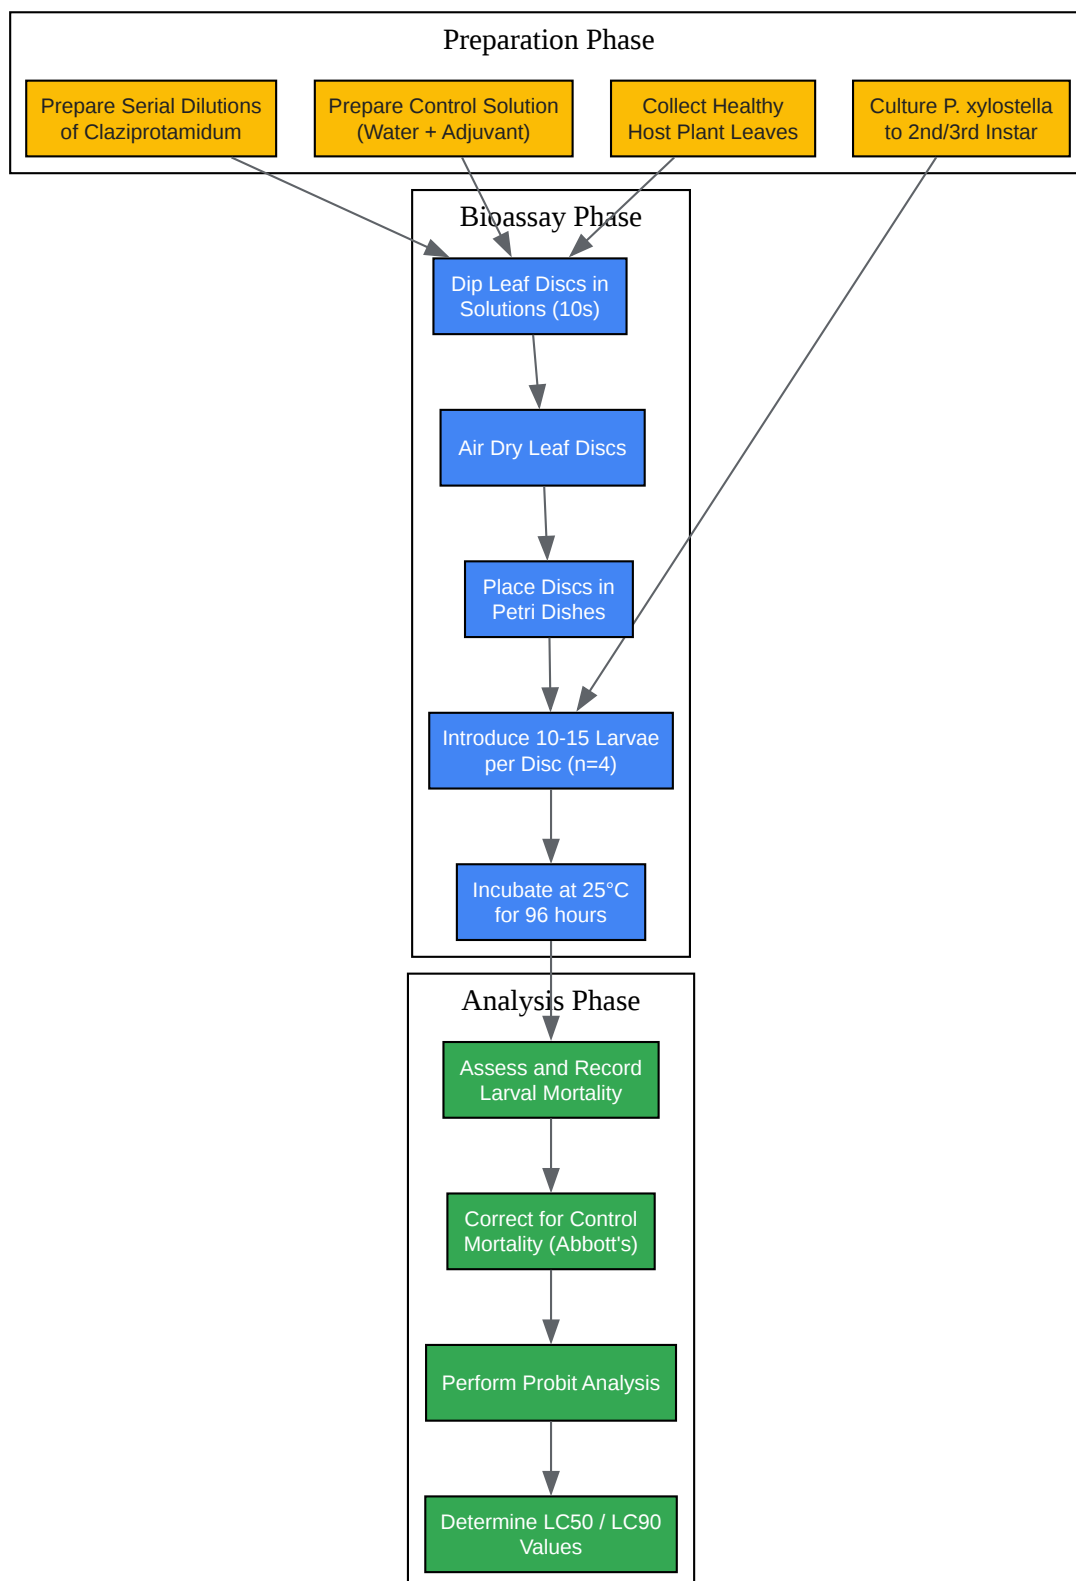 Preparation Phase
Prepare Serial Dilutions
of Claziprotamidum
Prepare Control Solution
(Water + Adjuvant)
Collect Healthy
Host Plant Leaves
Culture P. xylostella
to 2nd/3rd Instar
Bioassay Phase
Dip Leaf Discs in
Solutions (10s)
Air Dry Leaf Discs
Place Discs in
Petri Dishes
Introduce 10-15 Larvae
per Disc (n=4)
Incubate at 25°C
for 96 hours
Analysis Phase
Assess and Record
Larval Mortality
Correct for Control
Mortality (Abbott's)
Perform Probit Analysis
Determine LC50 / LC90
Values